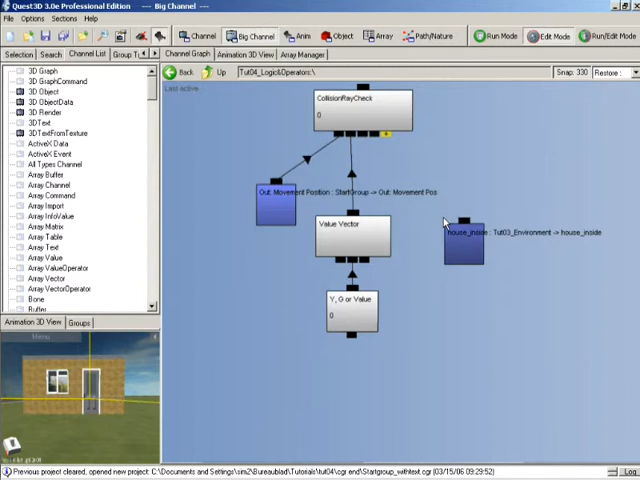 Quest3D 3.0e Professional Edition - Big Channel
File Options Sections Help
Channel Big Channel Anim Object Array Path/Nature Run Mode Edit Mode Run/Edit Mode
Selection Search Channel List Group T Channel Graph Animation 3D View Array Manager
Back Up Tut04_Logic&Operators:\ Snap: 330 Restore :
Last active
3D Graph
3D GraphCommand
3D Object
3D ObjectData
3D Render
3DText
3DTextFromTexture
ActiveX Data
ActiveX Event
All Types Channel
Array Buffer
Array Channel
Array Command
Array Import
Array InfoValue
Array Matrix
Array Table
Array Text
Array Value
Array ValueOperator
Array Vector
Array VectorOperator
Bone
Buffer
CollisionRayCheck
0
Out: Movement Position : StartGroup -> Out: Movement Pos
Value Vector
house_inside : Tut03_Environment -> house_inside
Y, G or Value
0
Animation 3D View Groups
Menu
Previous project cleared, opened new project: C:\Documents and Settings\sim2\Bureaublad\Tutorials\tut04\cgr end\Startgroup_withtext.cgr (03/15/06 09:29:52) Log